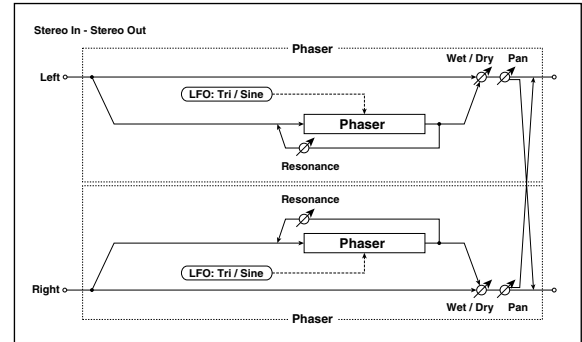 Stereo In - Stereo Out
Phaser
Wet / Dry Pan
Left
LFO: Tri / Sine
Phaser
Resonance
Resonance
Phaser
LFO: Tri / Sine
Right
Wet / Dry Pan
Phaser